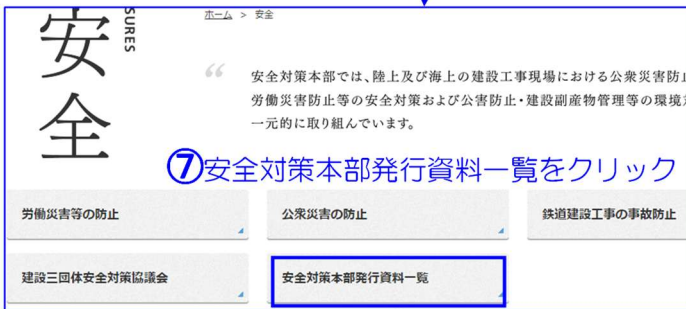 安全
SURES
ホーム > 安全
“
安全対策本部では、陸上及び海上の建設工事現場における公衆災害防止
労働災害防止等の安全対策および公害防止・建設副産物管理等の環境
一元的に取り組んでいます。
⑦安全対策本部発行資料一覧をクリック
労働災害等の防止
公衆災害の防止
鉄道建設工事の事故防止
建設三団体安全対策協議会
安全対策本部発行資料一覧